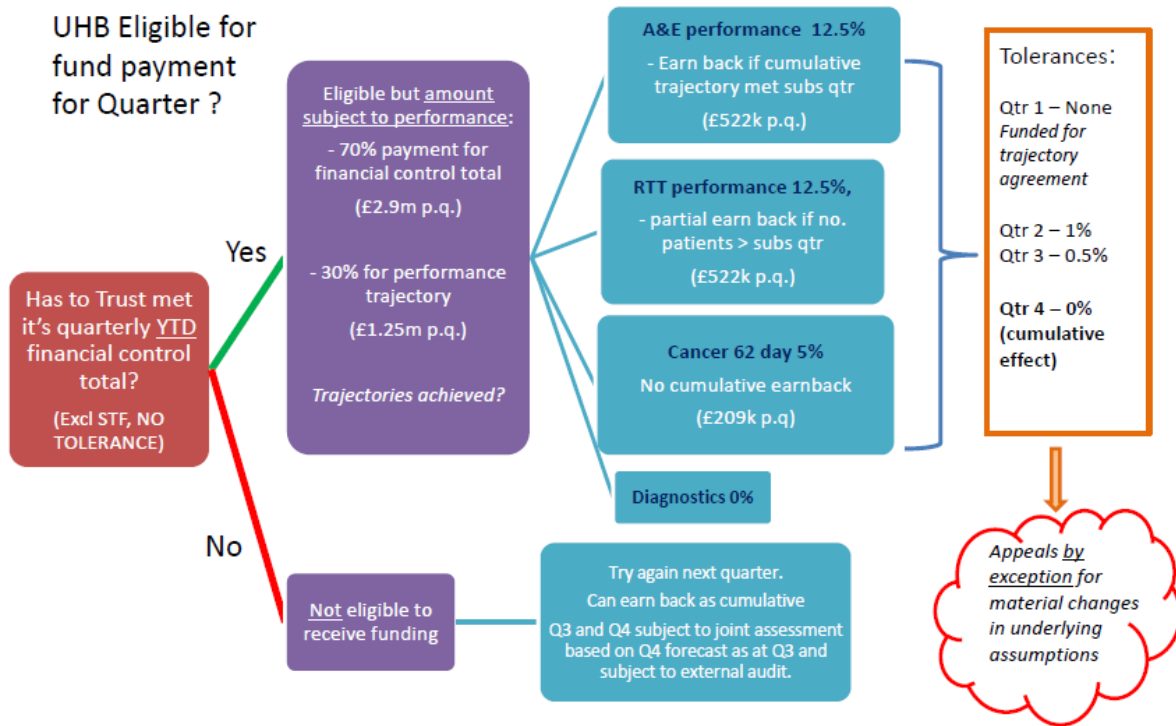 UHB Eligible for
fund payment
for Quarter ?
Has to Trust met
it's quarterly YTD
financial control
total?
(Excl STF, NO
TOLERANCE)
Yes
No
Eligible but amount
subject to performance:
- 70% payment for
financial control total
(£2.9m p.q.)
- 30% for performance
trajectory
(£1.25m p.q.)
Trajectories achieved?
A&E performance 12.5%
- Earn back if cumulative
trajectory met subs qtr
(£522k p.q.)
RTT performance 12.5%,
- partial earn back if no.
patients > subs qtr
(£522k p.q.)
Cancer 62 day 5%
No cumulative earnback
(£209k p.q)
Diagnostics 0%
Not eligible to
receive funding
Try again next quarter.
Can earn back as cumulative
Q3 and Q4 subject to joint assessment
based on Q4 forecast as at Q3 and
subject to external audit.
Tolerances:
Qtr 1 – None
Funded for
trajectory
agreement
Qtr 2 – 1%
Qtr 3 – 0.5%
Qtr 4 – 0%
(cumulative
effect)
Appeals by
exception for
material changes
in underlying
assumptions